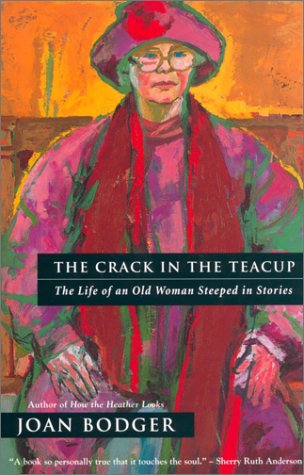 THE CRACK IN THE TEACUP
The Life of an Old Woman Steeped in Stories
Author of How the Heather Looks
JOAN BODGER
"A book so personally true that it touches the soul." – Sherry Ruth Anderson